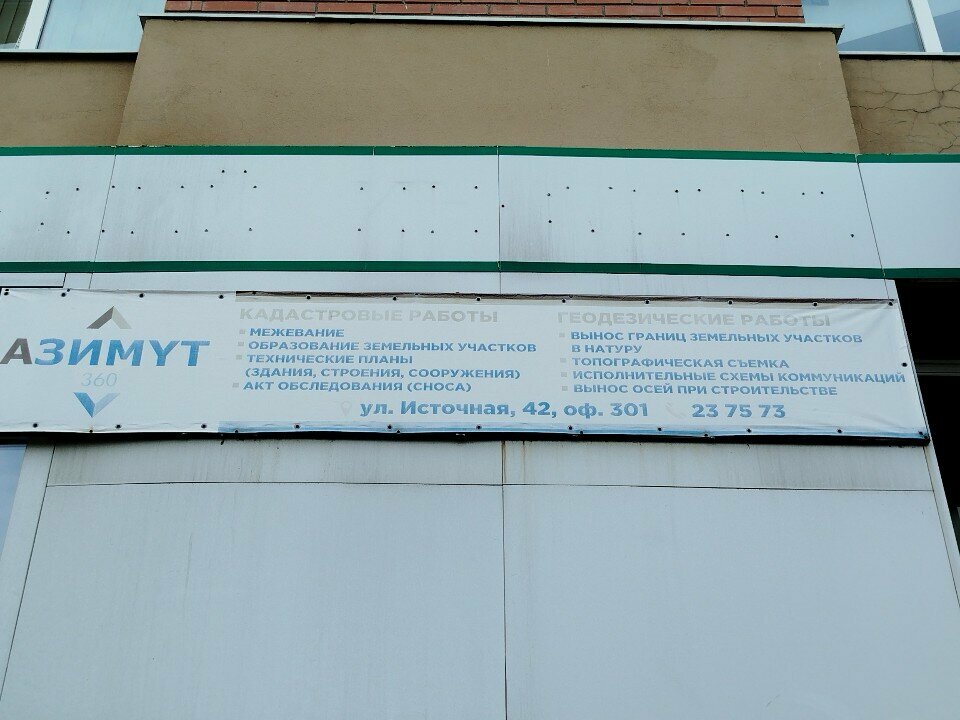 АЗИМУТ
360
КАДАСТРОВЫЕ РАБОТЫ
МЕЖЕВАНИЕ
ОБРАЗОВАНИЕ ЗЕМЕЛЬНЫХ УЧАСТКОВ
ТЕХНИЧЕСКИЕ ПЛАНЫ
(ЗДАНИЯ, СТРОЕНИЯ, СООРУЖЕНИЯ)
АКТ ОБСЛЕДОВАНИЯ (СНОСА)
ГЕОДЕЗИЧЕСКИЕ РАБОТЫ
ВЫНОС ГРАНИЦ ЗЕМЕЛЬНЫХ УЧАСТКОВ
В НАТУРУ
ТОПОГРАФИЧЕСКАЯ СЪЕМКА
ИСПОЛНИТЕЛЬНЫЕ СХЕМЫ КОММУНИКАЦИЙ
ВЫНОС ОСЕЙ ПРИ СТРОИТЕЛЬСТВЕ
ул. Источная, 42, оф. 301 23 75 73